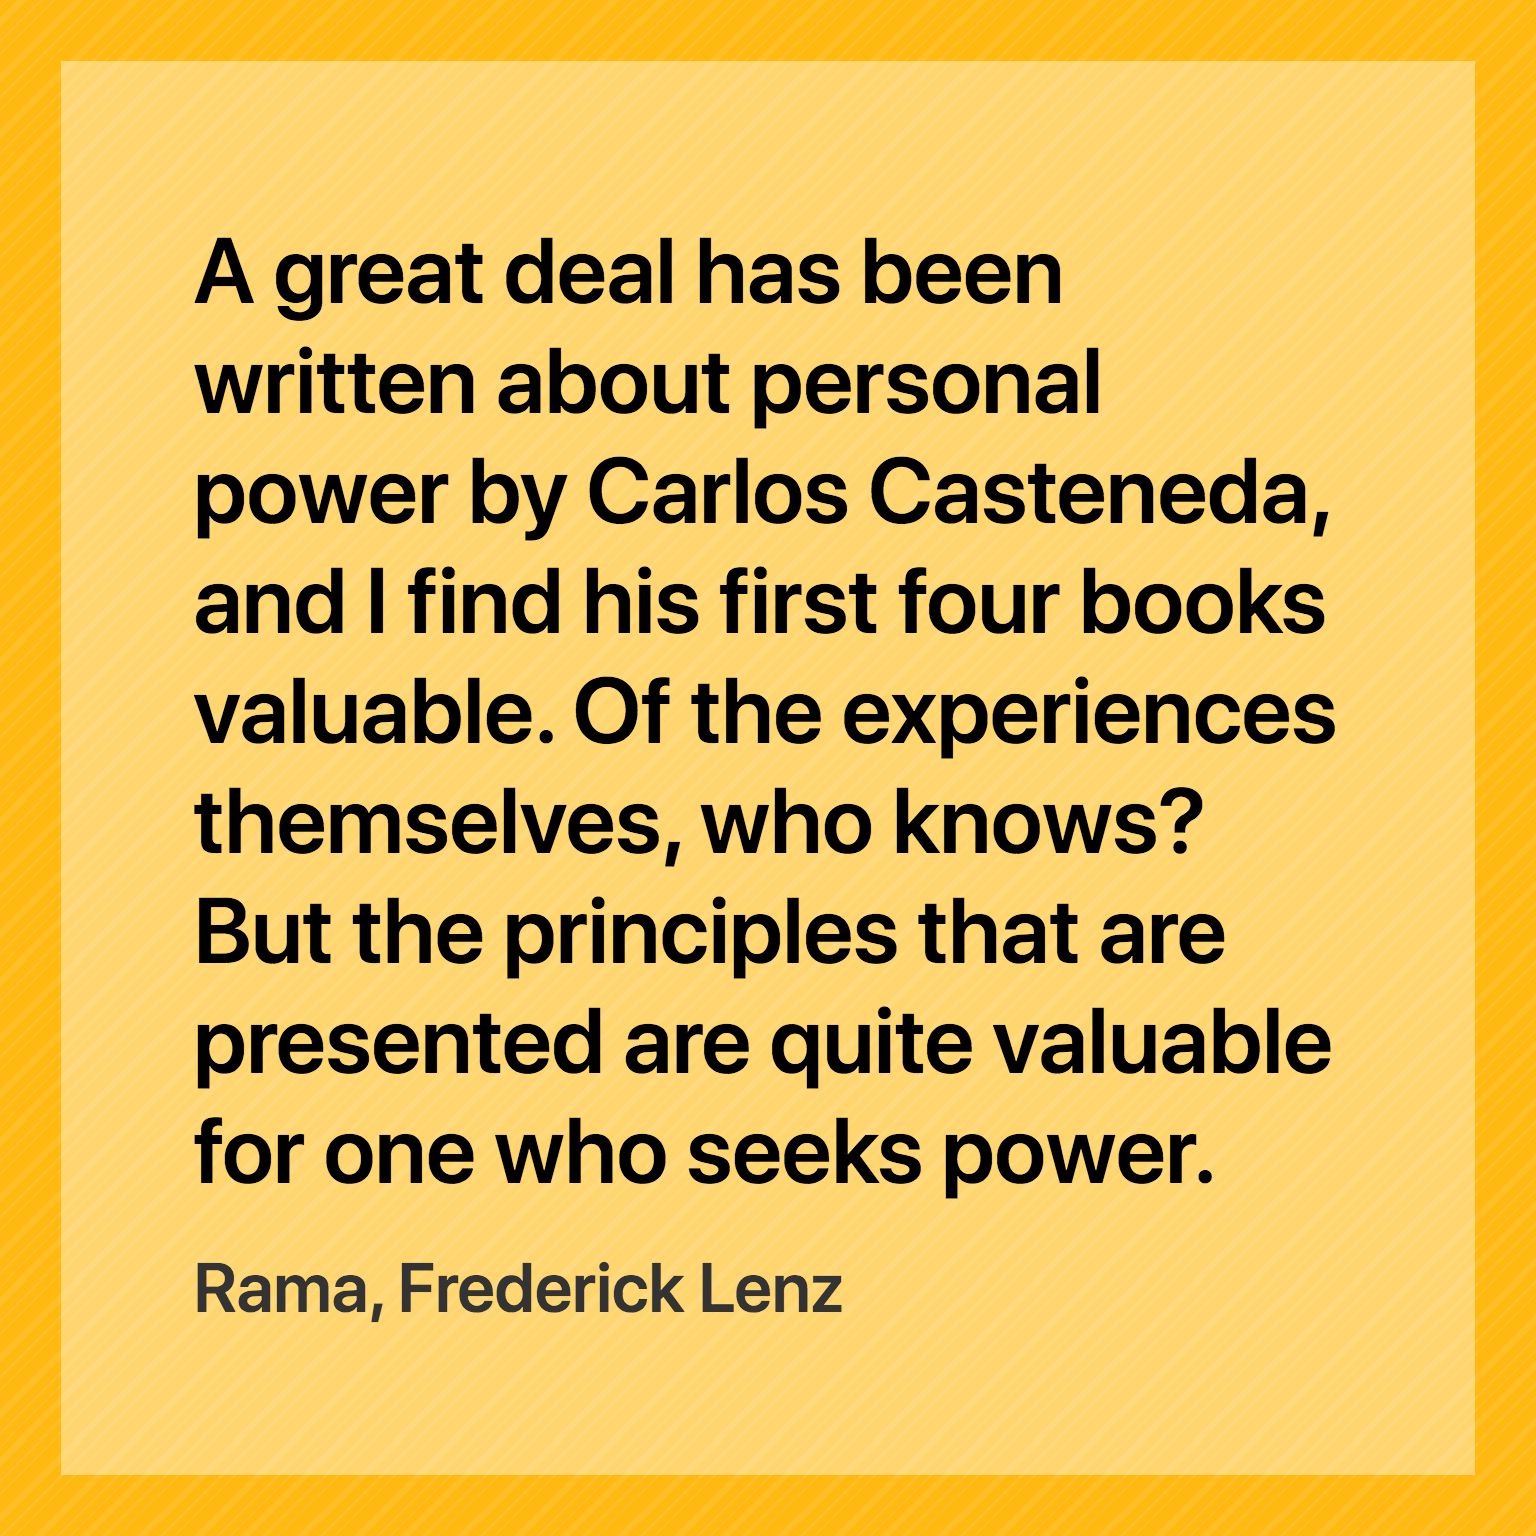 A great deal has been
written about personal
power by Carlos Casteneda,
and I find his first four books
valuable. Of the experiences
themselves, who knows?
But the principles that are
presented are quite valuable
for one who seeks power.
Rama, Frederick Lenz